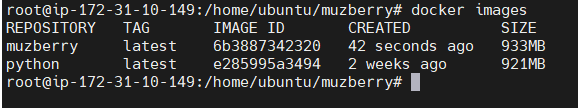 root@ip-172-31-10-149:/home/ubuntu/muzberry# docker images
REPOSITORY TAG IMAGE ID CREATED SIZE
muzberry latest 6b3887342320 42 seconds ago 933MB
python latest e285995a3494 2 weeks ago 921MB
root@ip-172-31-10-149:/home/ubuntu/muzberry#